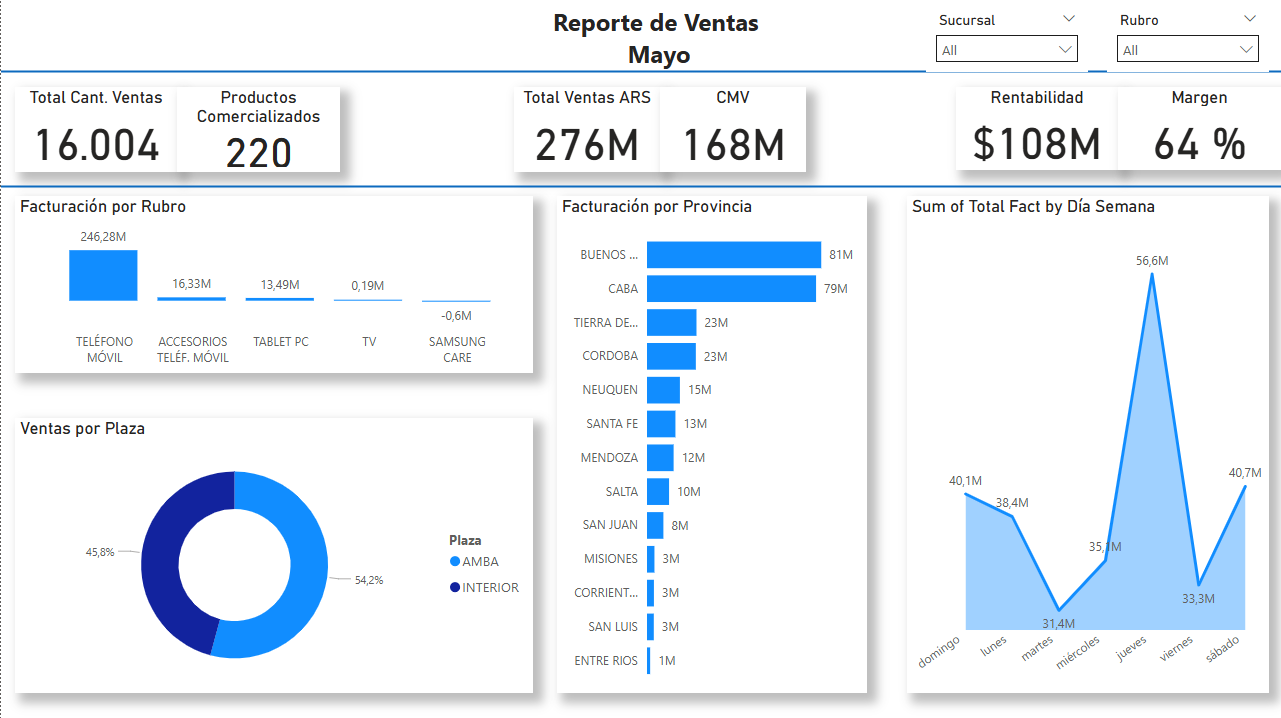 Reporte de Ventas
Mayo
Sucursal
All
Rubro
All
Total Cant. Ventas
16.004
Productos
Comercializados
220
Total Ventas ARS
276M
CMV
168M
Rentabilidad
$108M
Margen
64 %
Facturación por Rubro
246,28M
16,33M
13,49M
0,19M
-0,6M
TELÉFONO
MÓVIL
ACCESORIOS
TELÉF. MÓVIL
TABLET PC
TV
SAMSUNG
CARE
Ventas por Plaza
45,8%
54,2%
Plaza
AMBA
INTERIOR
Facturación por Provincia
BUENOS ... 81M
CABA 79M
TIERRA DE... 23M
CORDOBA 23M
NEUQUEN 15M
SANTA FE 13M
MENDOZA 12M
SALTA 10M
SAN JUAN 8M
MISIONES 3M
CORRIENT... 3M
SAN LUIS 3M
ENTRE RIOS 1M
Sum of Total Fact by Día Semana
40,1M
38,4M
31,4M
35,1M
56,6M
33,3M
40,7M
domingo
lunes
martes
miércoles
jueves
viernes
sábado